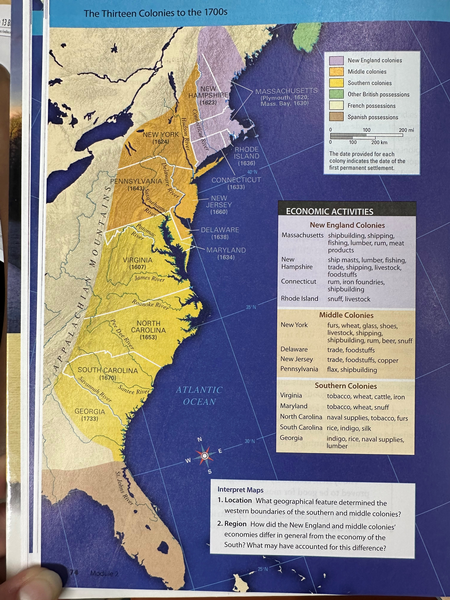 The Thirteen Colonies to the 1700s
NEW
HAMPSHIRE
(1623)
MASSACHUSETTS
(Plymouth, 1620,
Mass. Bay, 1630)
NEW YORK
(1624)
Hudson River
RHODE
ISLAND
(1636)
CONNECTICUT
(1633)
PENNSYLVANIA
(1643)
NEW
JERSEY
(1660)
DELAWARE
(1638)
MARYLAND
(1634)
VIRGINIA
(1607)
James River
Roanoke River
NORTH
CAROLINA
(1653)
Pee Dee River
SOUTH CAROLINA
(1670)
Santee River
Savannah River
GEORGIA
(1733)
St. Johns River
APPALACHIAN MOUNTAINS
ATLANTIC
OCEAN
N
W
E
S
New England colonies
Middle colonies
Southern colonies
Other British possessions
French possessions
Spanish possessions
0 100 200 mi
0 100 200 km
The date provided for each
colony indicates the date of the
first permanent settlement.
ECONOMIC ACTIVITIES
New England Colonies
Massachusetts shipbuilding, shipping,
fishing, lumber, rum, meat
products
New ship masts, lumber, fishing,
Hampshire trade, shipping, livestock,
foodstuffs
Connecticut rum, iron foundries,
shipbuilding
Rhode Island snuff, livestock
Middle Colonies
New York furs, wheat, glass, shoes,
livestock, shipping,
shipbuilding, rum, beer, snuff
Delaware trade, foodstuffs
New Jersey trade, foodstuffs, copper
Pennsylvania flax, shipbuilding
Southern Colonies
Virginia tobacco, wheat, cattle, iron
Maryland tobacco, wheat, snuff
North Carolina naval supplies, tobacco, furs
South Carolina rice, indigo, silk
Georgia indigo, rice, naval supplies,
lumber
Interpret Maps
1. Location What geographical feature determined the
western boundaries of the southern and middle colonies?
2. Region How did the New England and middle colonies'
economies differ in general from the economy of the
South? What may have accounted for this difference?